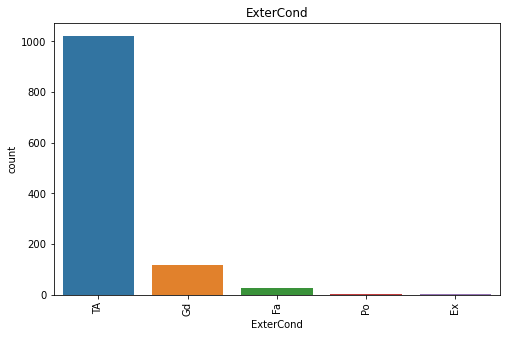 ExterCond
1000
800
600
400
200
0
count
TA
Gd
Fa
Po
Ex
ExterCond